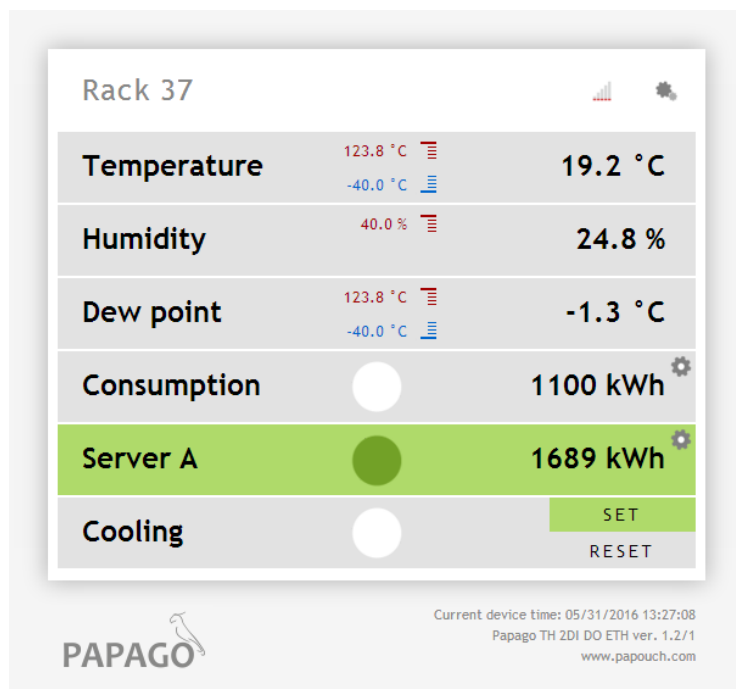 Rack 37
Temperature 123.8 °C 19.2 °C
-40.0 °C
Humidity 40.0 % 24.8 %
Dew point 123.8 °C -1.3 °C
-40.0 °C
Consumption 1100 kWh
Server A 1689 kWh
Cooling SET
RESET
Current device time: 05/31/2016 13:27:08
Papago TH 2DI DO ETH ver. 1.2/1
PAPAGO www.papouch.com